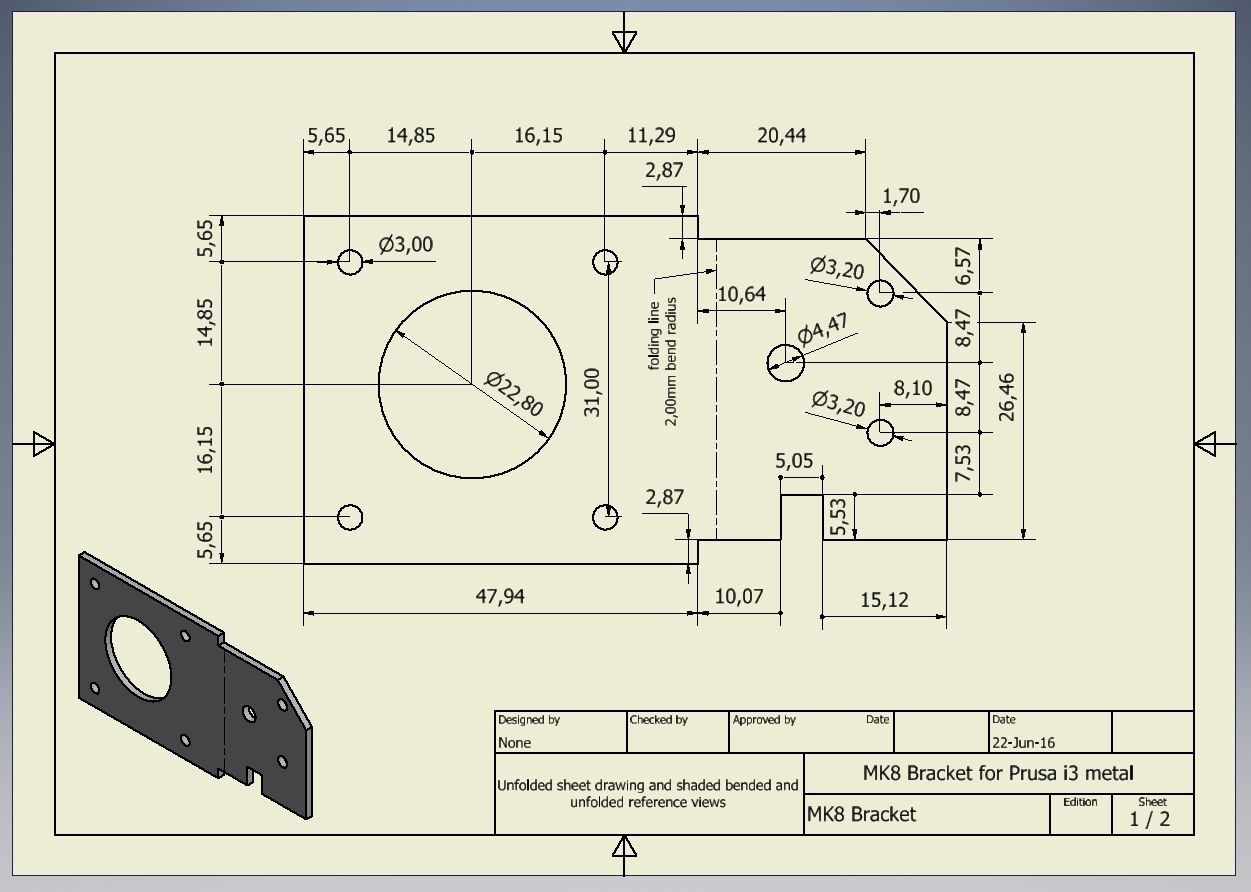 5,65 14,85 16,15 11,29 20,44
2,87
1,70
5,65
Ø3,00
6,57
Ø3,20
10,64
14,85
folding line
2,00mm bend radius
Ø4,47
8,47
Ø22,80
31,00
8,10
8,47
26,46
Ø3,20
16,15
5,05
7,53
2,87
5,53
5,65
47,94 10,07 15,12
Designed by Checked by Approved by Date Date
None 22-Jun-16
Unfolded sheet drawing and shaded bended and
unfolded reference views
MK8 Bracket for Prusa i3 metal
MK8 Bracket
Edition Sheet
1 / 2